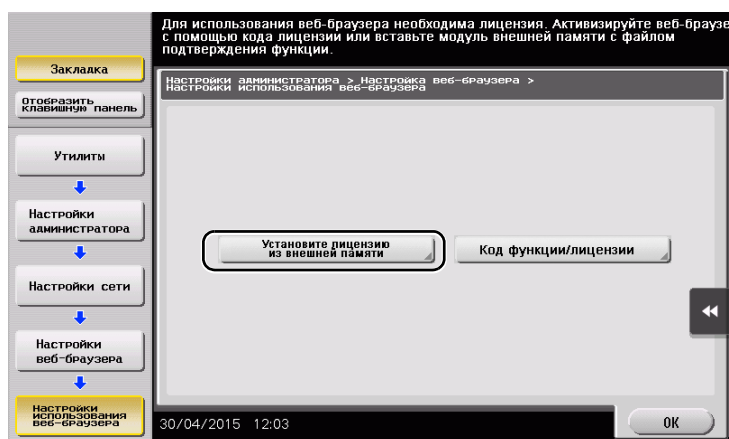 Для использования веб-браузера необходима лицензия. Активизируйте веб-браузе
с помощью кода лицензии или вставьте модуль внешней памяти с файлом
подтверждения функции.
Закладка
Отобразить
клавишную панель
Настройки администратора > Настройка веб-браузера >
Настройки использования веб-браузера
Утилиты
Настройки
администратора
Настройки сети
Настройки
веб-браузера
Настройки
использования
веб-браузера
Установите лицензию
из внешней памяти
Код функции/лицензии
30/04/2015 12:03
OK